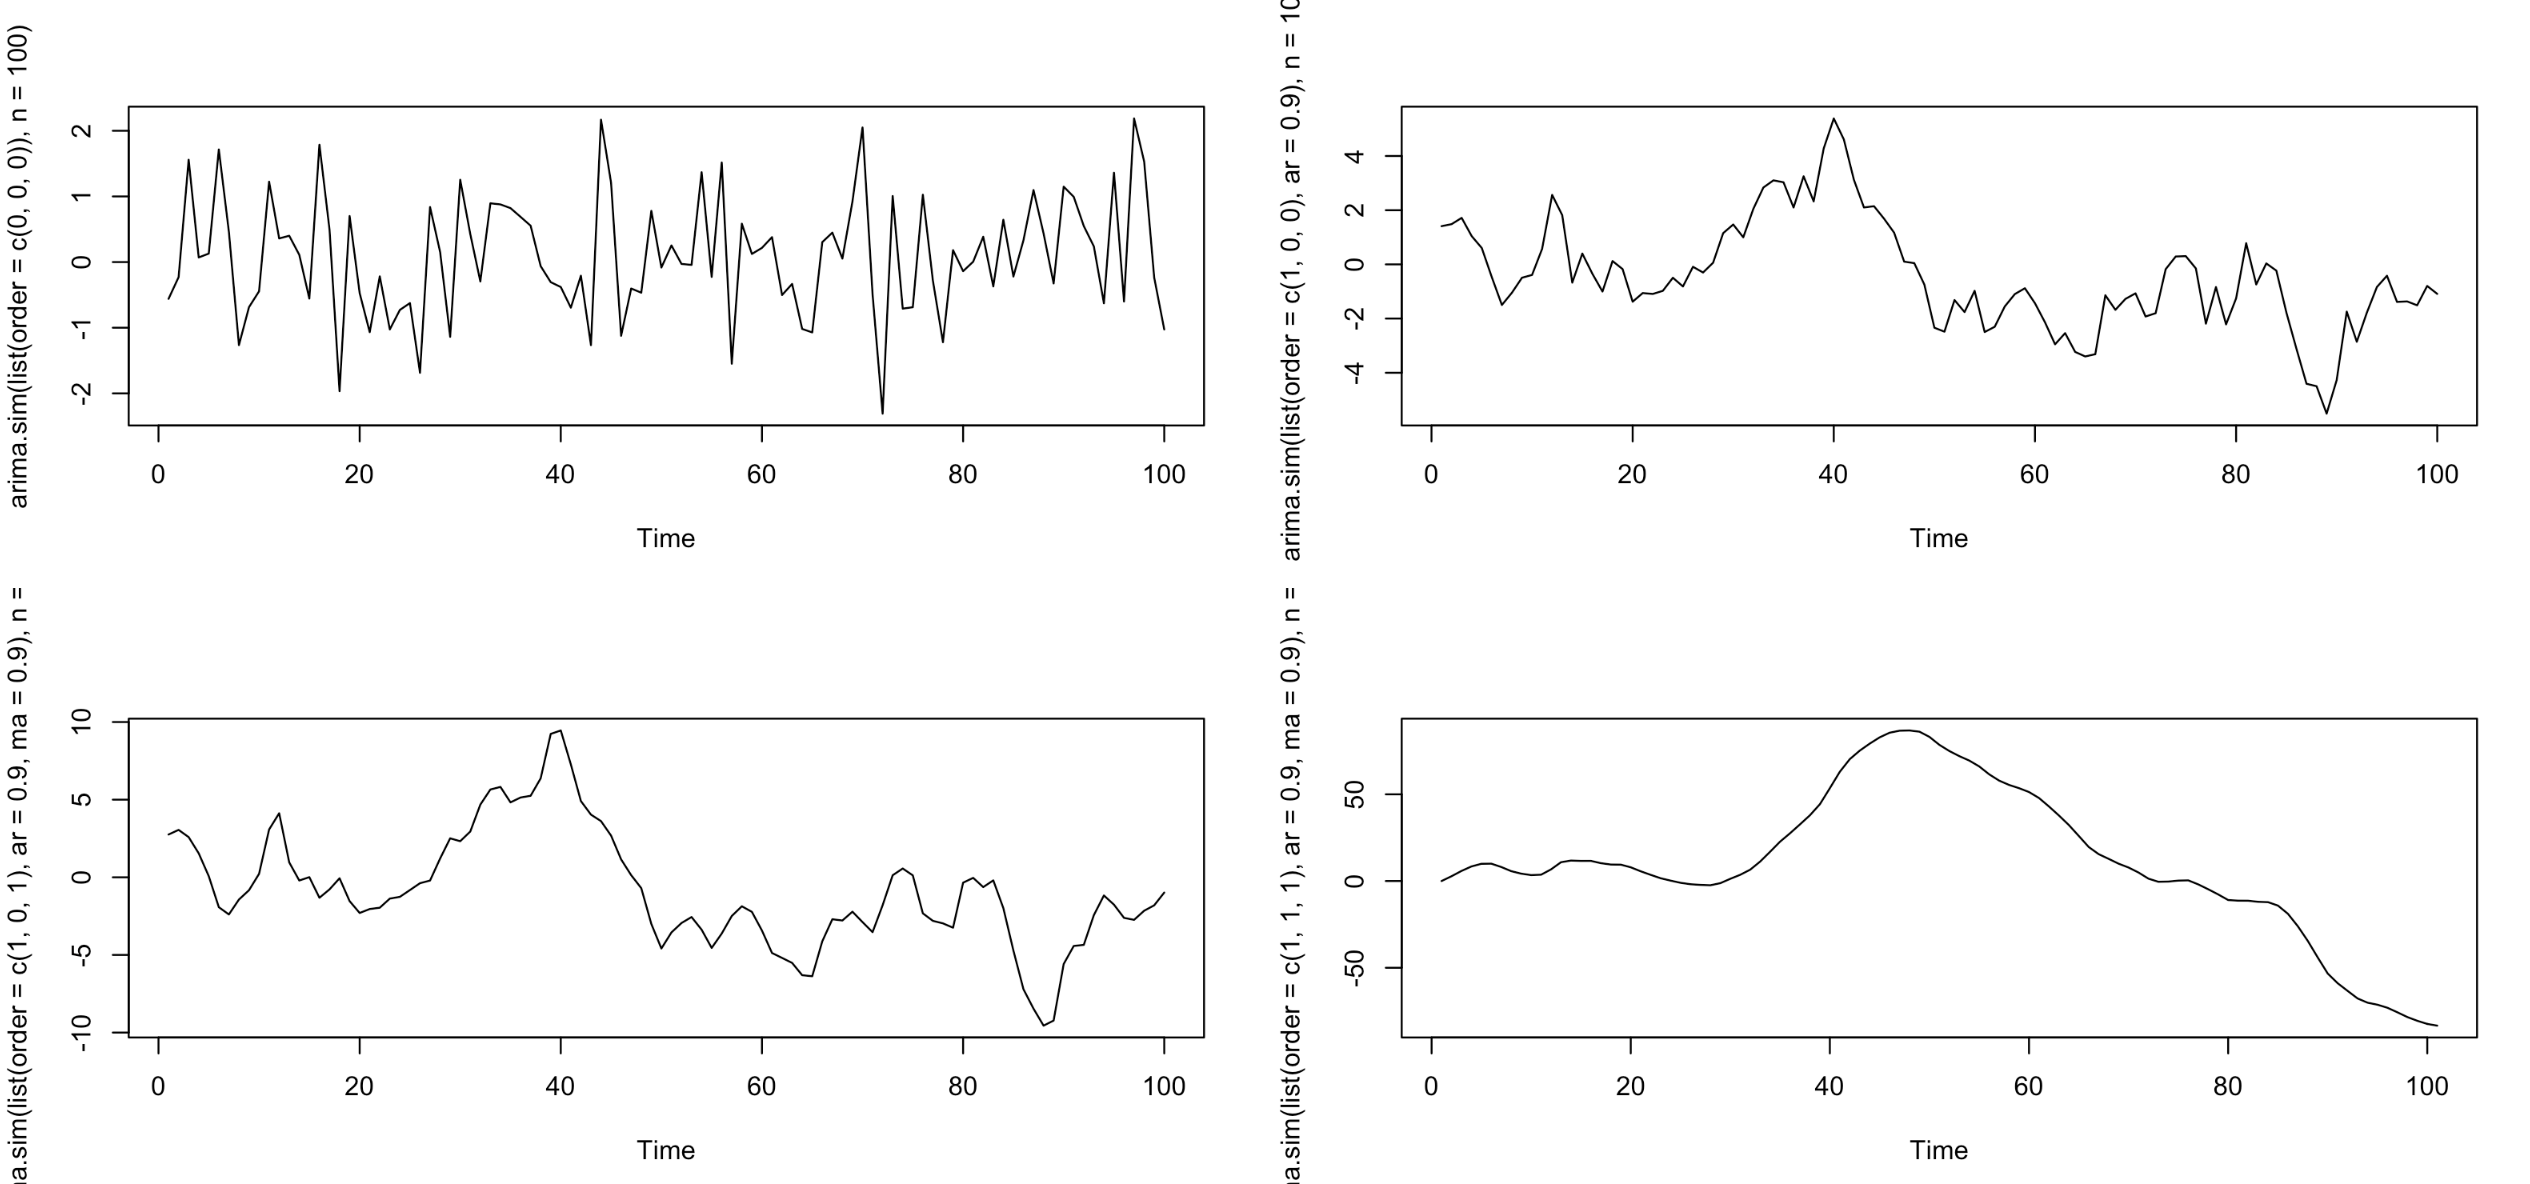 arima.sim(list(order = c(0, 0, 0)), n = 100)
2
1
0
-1
-2
0 20 40 60 80 100
Time
arima.sim(list(order = c(1, 0, 0), ar = 0.9), n = 10
4
2
0
-2
-4
0 20 40 60 80 100
Time
na.sim(list(order = c(1, 0, 1), ar = 0.9, ma = 0.9), n =
10
5
0
-5
-10
0 20 40 60 80 100
Time
na.sim(list(order = c(1, 1, 1), ar = 0.9, ma = 0.9), n =
50
0
-50
0 20 40 60 80 100
Time